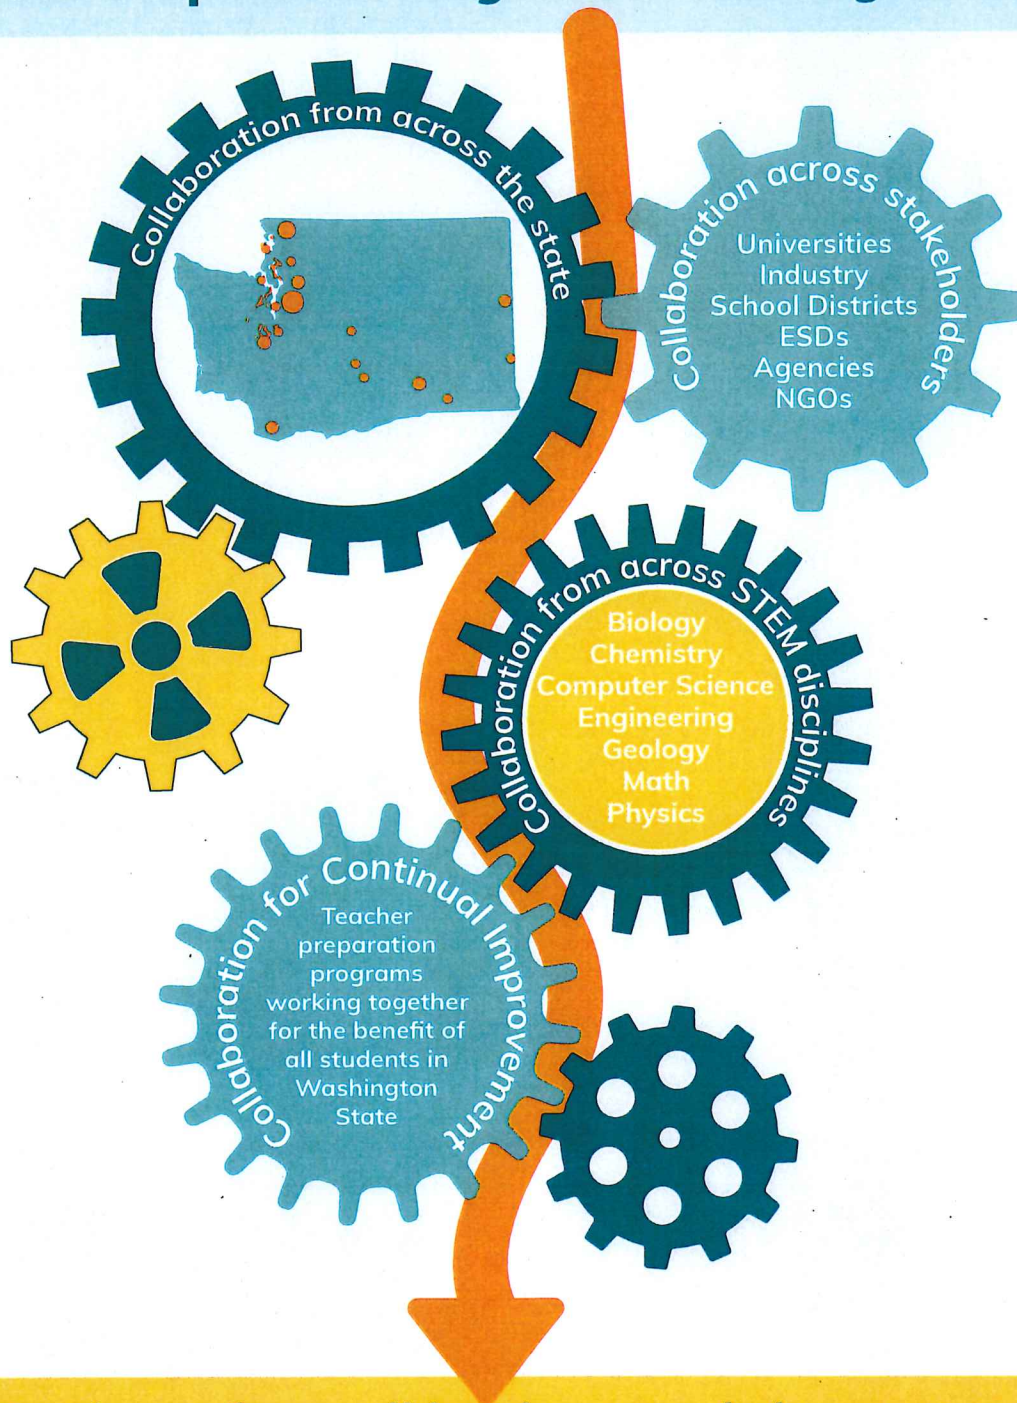 Collaboration from across the state
Collaboration across stakeholders
Universities
Industry
School Districts
ESDs
Agencies
NGOs
Collaboration from across STEM disciplines
Biology
Chemistry
Computer Science
Engineering
Geology
Math
Physics
Collaboration for Continual Improvement
Teacher
preparation
programs
working together
for the benefit of
all students in
Washington
State